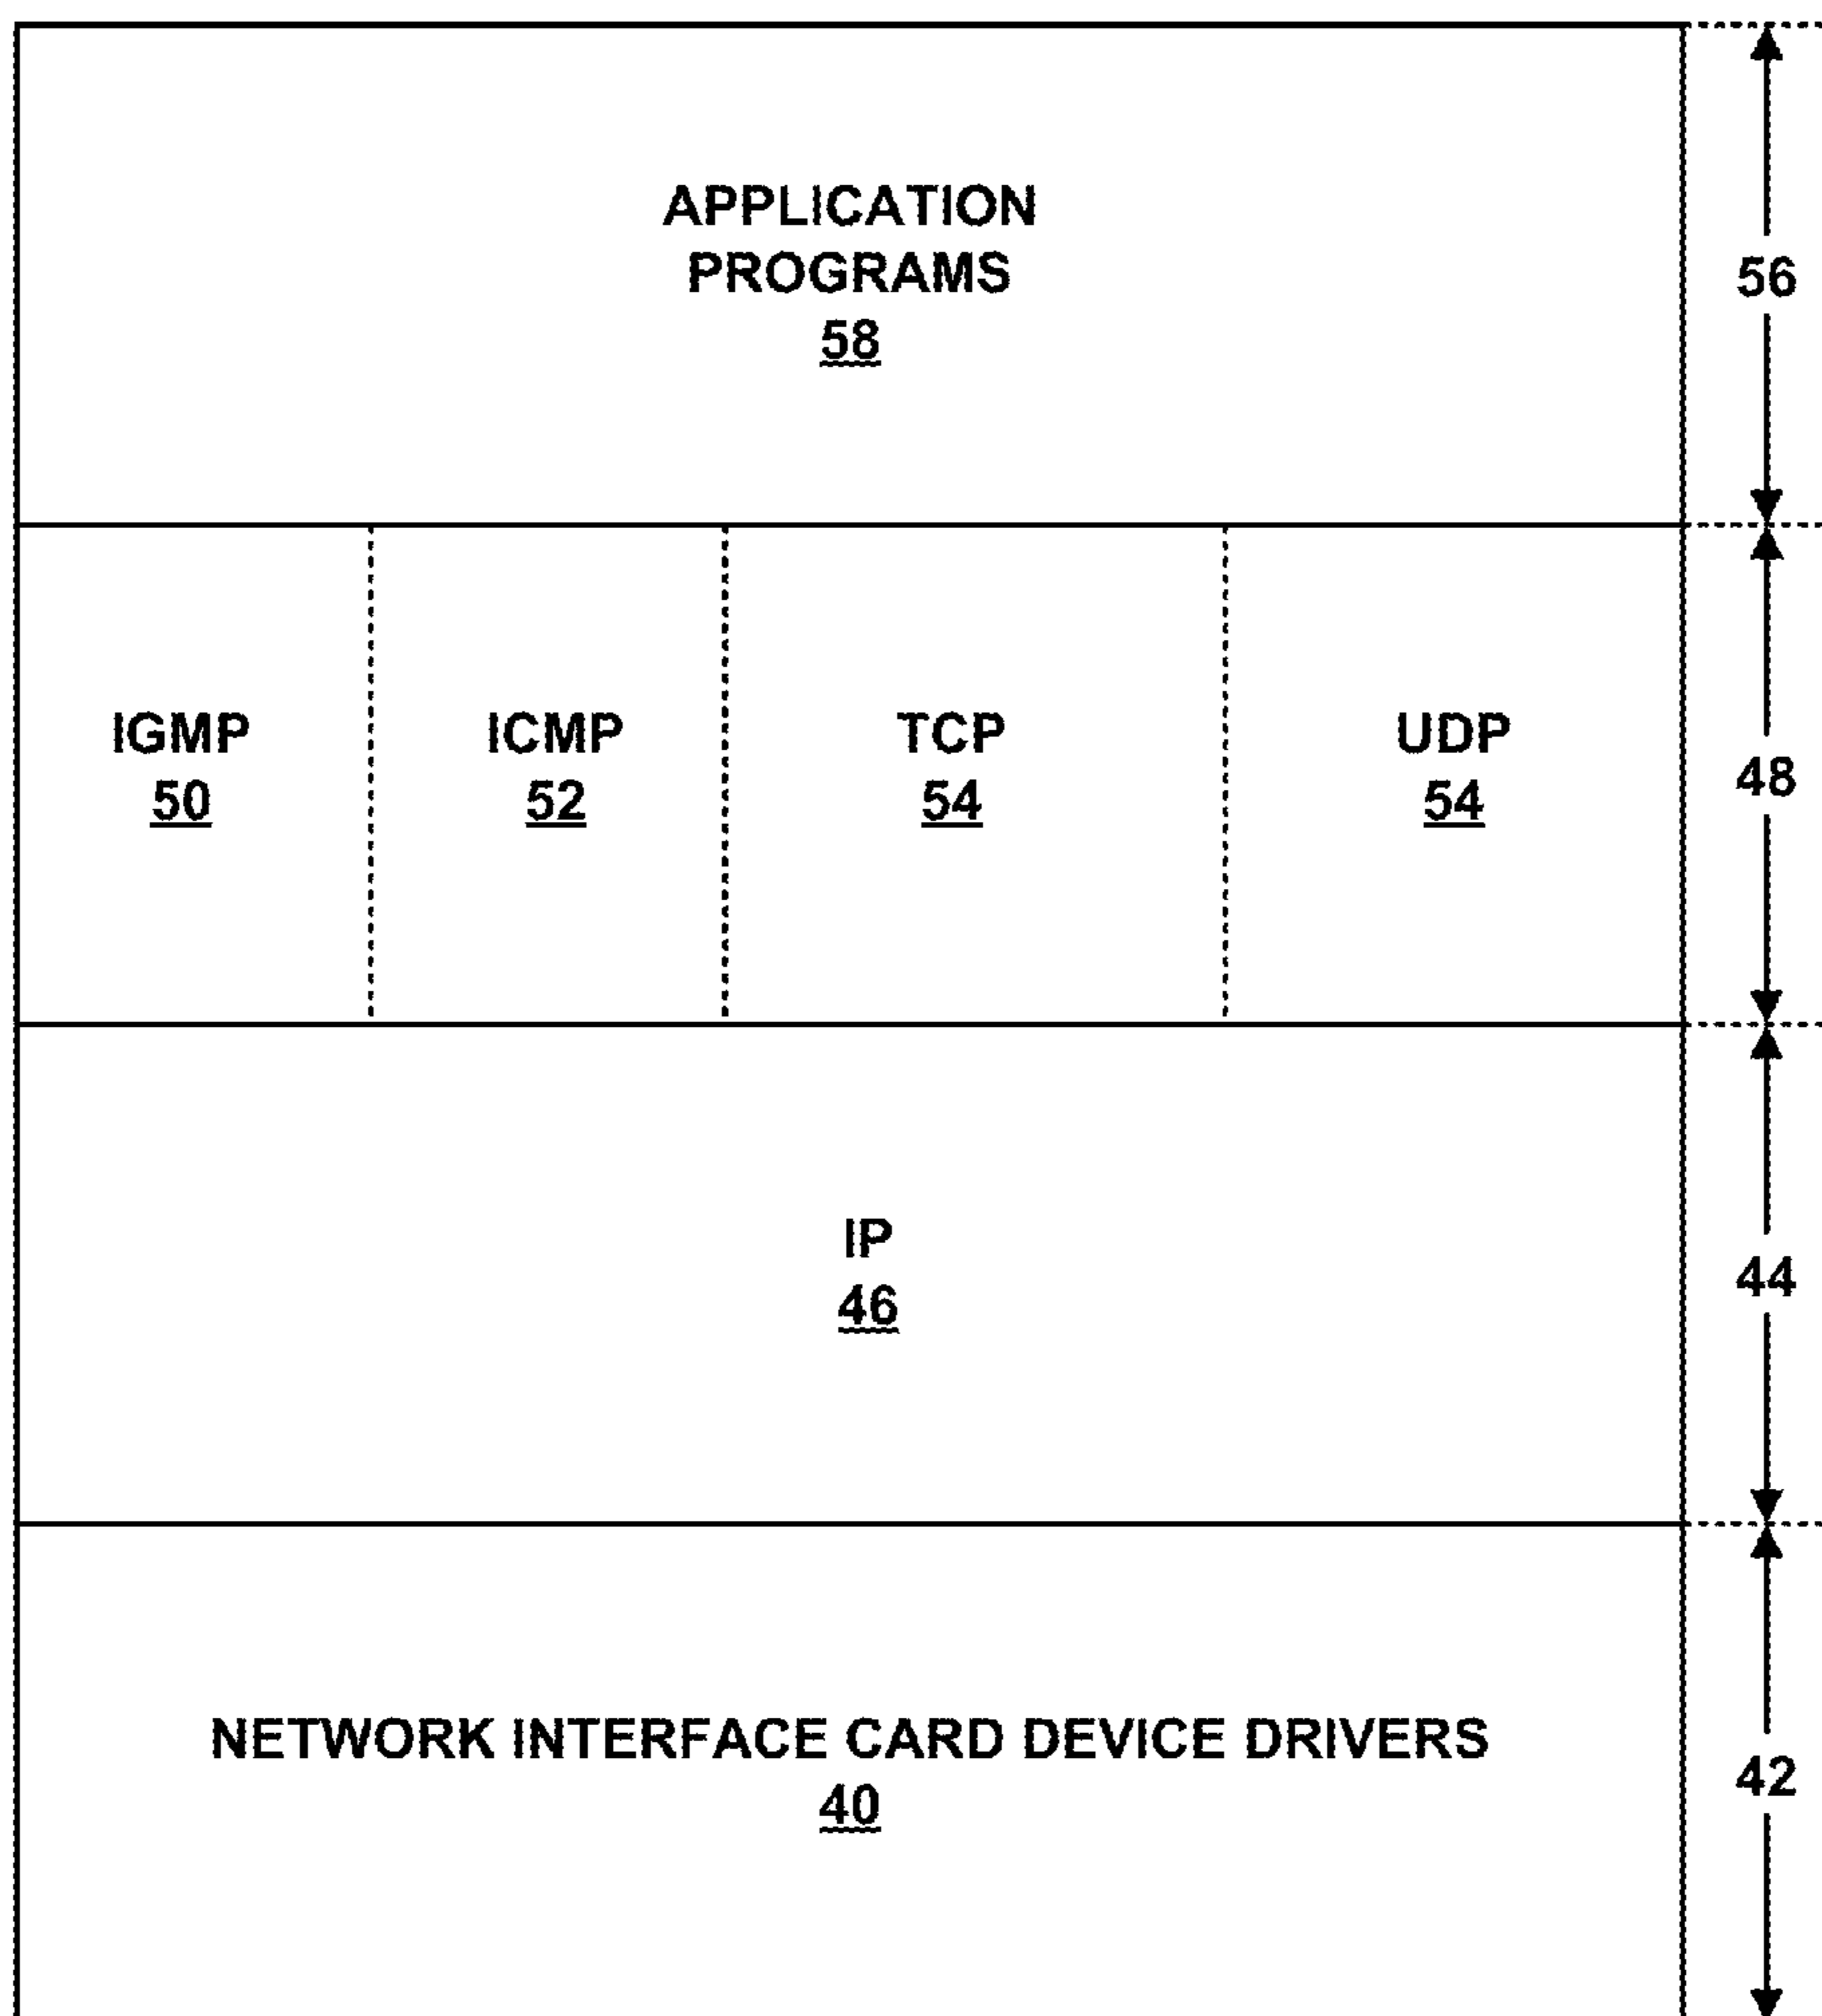 APPLICATION
PROGRAMS
58
56
IGMP
50
ICMP
52
TCP
54
UDP
54
48
IP
46
44
NETWORK INTERFACE CARD DEVICE DRIVERS
40
42